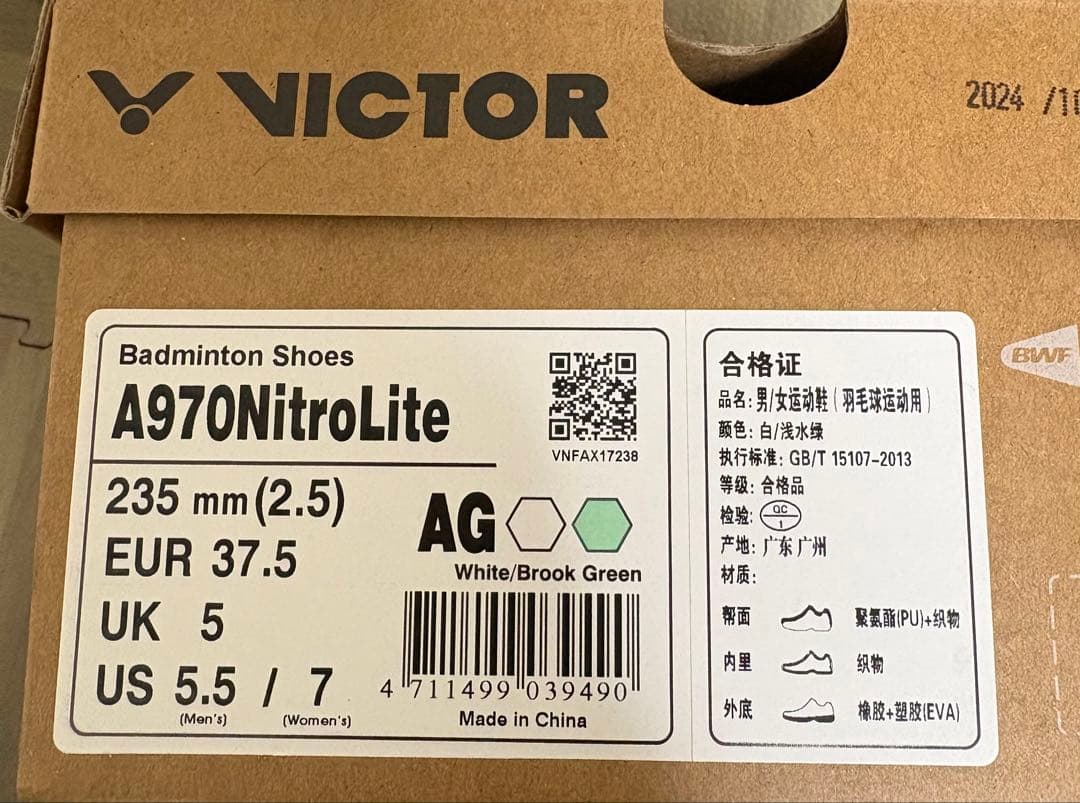 VICTOR
2024 /10
BWF
Badminton Shoes
A970NitroLite
VNFAX17238
235 mm (2.5)
EUR 37.5
UK 5
US 5.5 / 7
(Men's) (Women's)
AG
White/Brook Green
4 711499 039490
Made in China
合格证
品名: 男/女运动鞋 ( 羽毛球运动用 )
颜色: 白/浅水绿
执行标准: GB/T 15107-2013
等级: 合格品
检验: QC 1
产地: 广东 广州
材质:
帮面 聚氨酯(PU)+织物
内里 织物
外底 橡胶+塑胶(EVA)